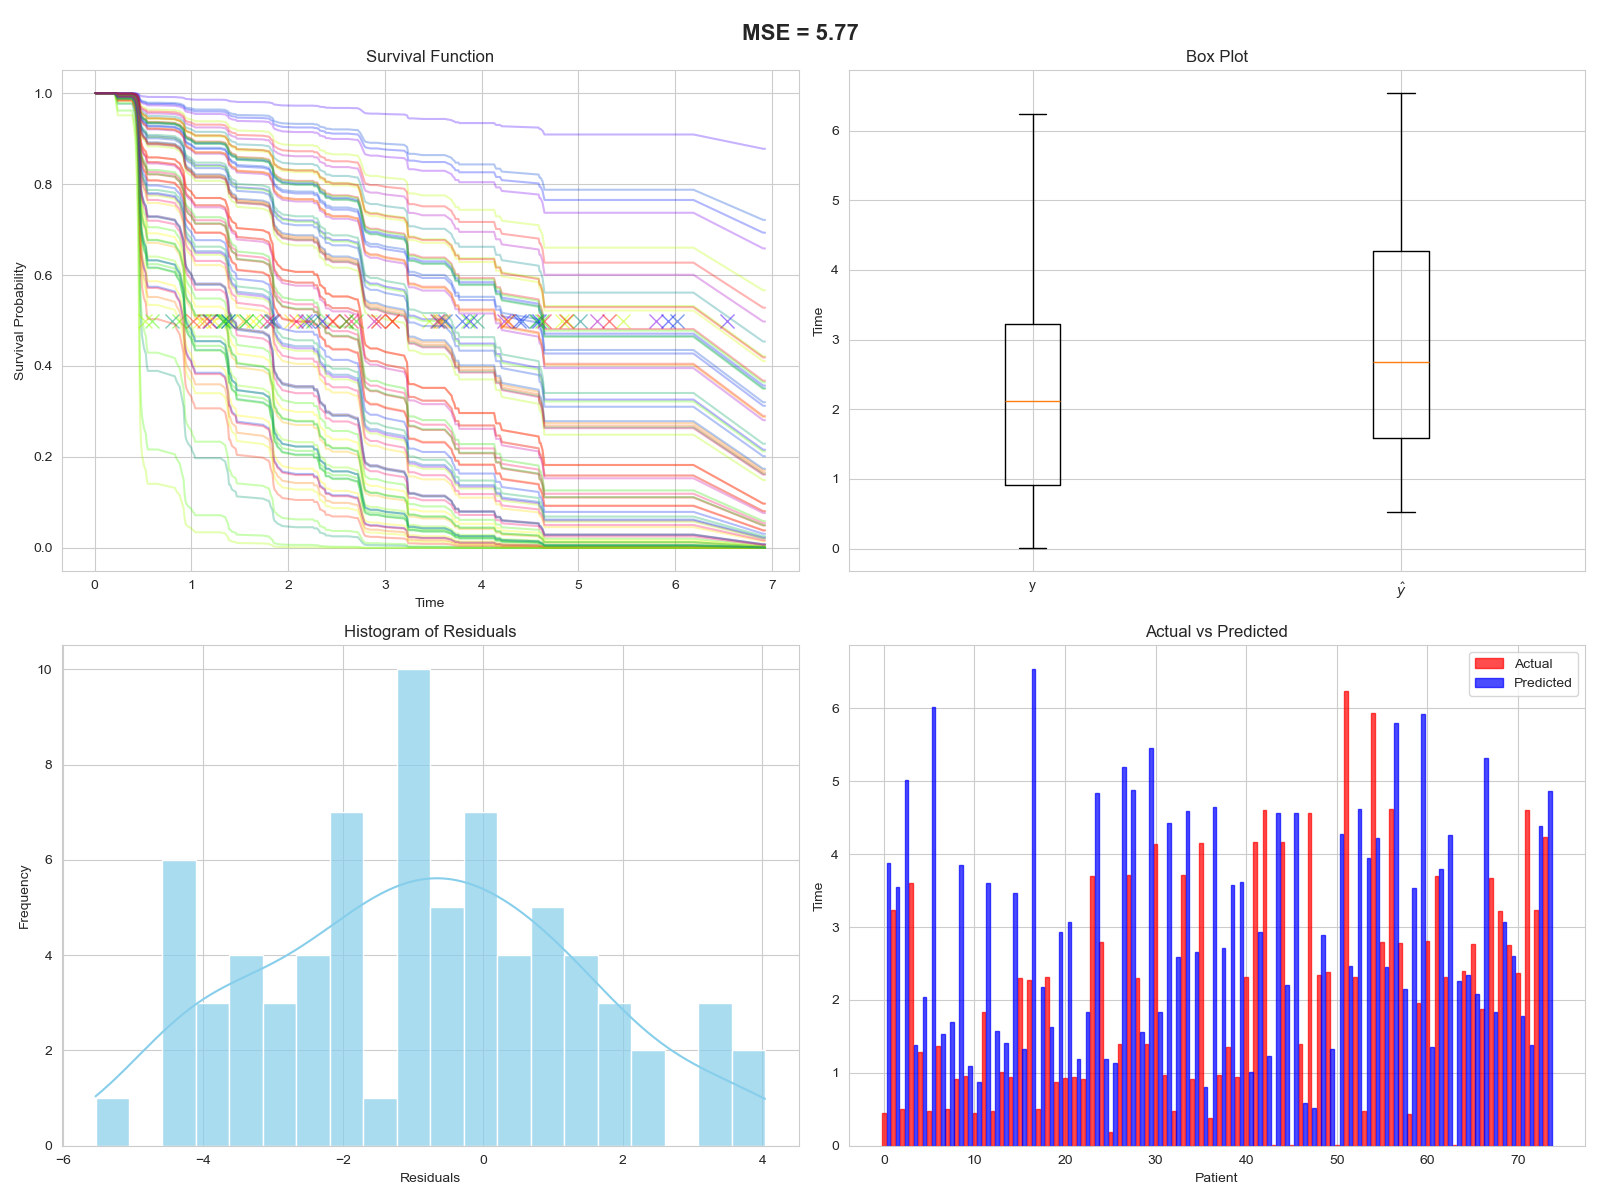 MSE = 5.77
Survival Function
Survival Probability
1.0
0.8
0.6
0.4
0.2
0.0
0 1 2 3 4 5 6 7
Time
Box Plot
Time
6
5
4
3
2
1
0
y ŷ
Histogram of Residuals
Frequency
10
8
6
4
2
0
−6 −4 −2 0 2 4
Residuals
Actual vs Predicted
Actual
Predicted
Time
6
5
4
3
2
1
0
0 10 20 30 40 50 60 70
Patient